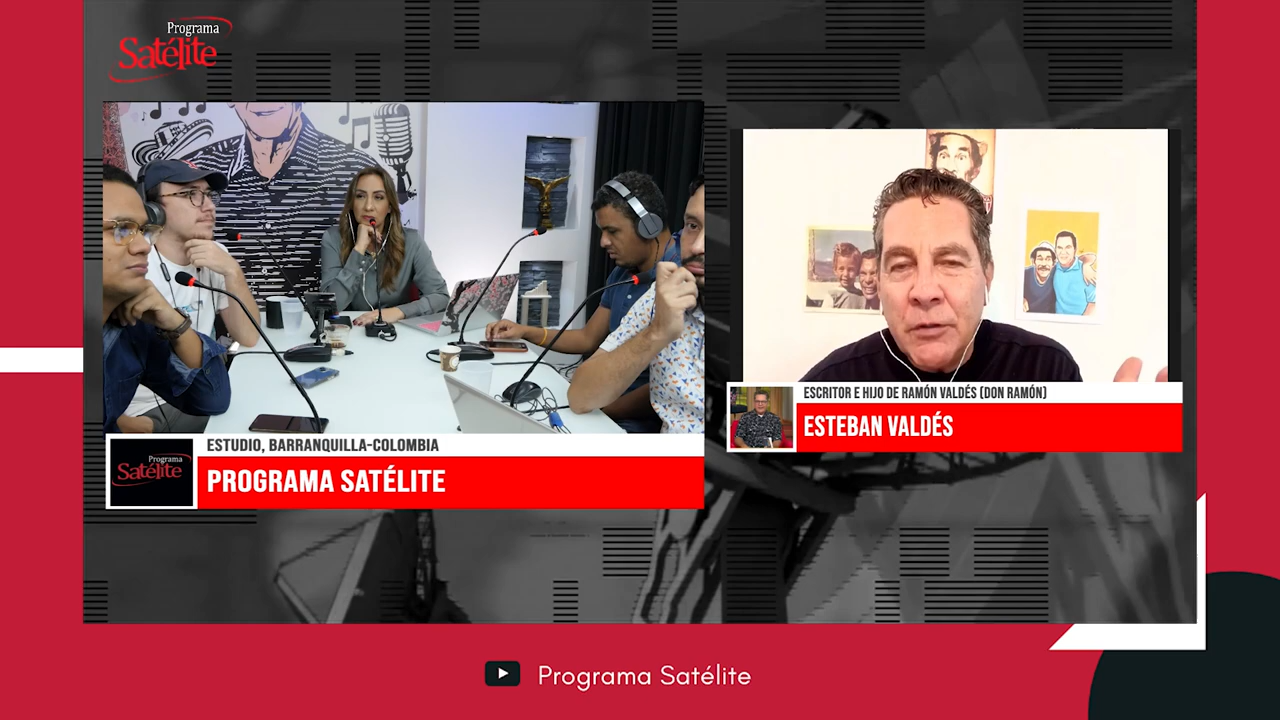 Programa
Satélite
ESTUDIO, BARRANQUILLA-COLOMBIA
PROGRAMA SATÉLITE
Programa
Satélite
ESCRITOR E HIJO DE RAMÓN VALDÉS (DON RAMÓN)
ESTEBAN VALDÉS
Programa Satélite